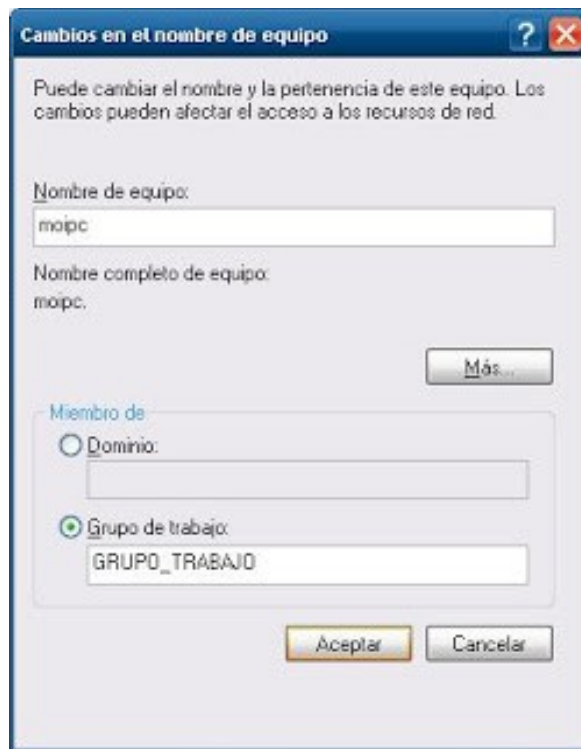 Cambios en el nombre de equipo
Puede cambiar el nombre y la pertenencia de este equipo. Los
cambios pueden afectar el acceso a los recursos de red.
Nombre de equipo:
moipc
Nombre completo de equipo:
moipc.
Más...
Miembro de
Dominio:
Grupo de trabajo:
GRUPO_TRABAJO
Aceptar Cancelar